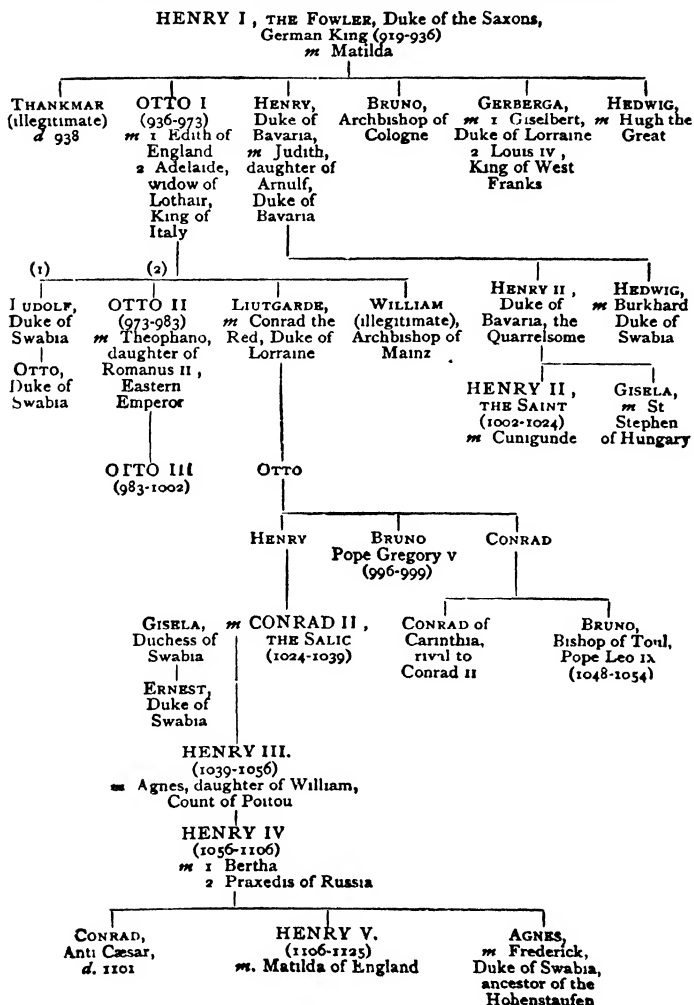 HENRY I, THE FOWLER, Duke of the Saxons,
German King (919-936)
m Matilda
THANKMAR
(illegitimate)
d 938
OTTO I
(936-973)
m 1 Edith of
England
2 Adelaide,
widow of
Lothair,
King of
Italy
HENRY,
Duke of
Bavaria,
m Judith,
daughter of
Arnulf,
Duke of
Bavaria
BRUNO,
Archbishop of
Cologne
GERBERGA,
m 1 Giselbert,
Duke of Lorraine
2 Louis IV,
King of West
Franks
HEDWIG,
m Hugh the
Great
(1)
(2)
LUDOLF,
Duke of
Swabia
OTTO,
Duke of
Swabia
OTTO II
(973-983)
m Theophano,
daughter of
Romanus II,
Eastern
Emperor
OTTO III
(983-1002)
LIUTGARDE,
m Conrad the
Red, Duke of
Lorraine
WILLIAM
(illegitimate),
Archbishop of
Mainz
HENRY II,
Duke of
Bavaria, the
Quarrelsome
HEDWIG,
m Burkhard
Duke of
Swabia
HENRY II,
THE SAINT
(1002-1024)
m Cunigunde
GISELA,
m St
Stephen
of Hungary
OTTO
HENRY
BRUNO
Pope Gregory V
(996-999)
CONRAD
GISELA,
Duchess of
Swabia
ERNEST,
Duke of
Swabia
m CONRAD II,
THE SALIC
(1024-1039)
CONRAD of
Carinthia,
rival to
Conrad II
BRUNO,
Bishop of Toul,
Pope Leo IX
(1048-1054)
HENRY III.
(1039-1056)
m Agnes, daughter of William,
Count of Poitou
HENRY IV
(1056-1106)
m 1 Bertha
2 Praxedis of Russia
CONRAD,
Anti Cæsar,
d. 1101
HENRY V.
(1106-1125)
m. Matilda of England
AGNES,
m Frederick,
Duke of Swabia,
ancestor of the
Hohenstaufen